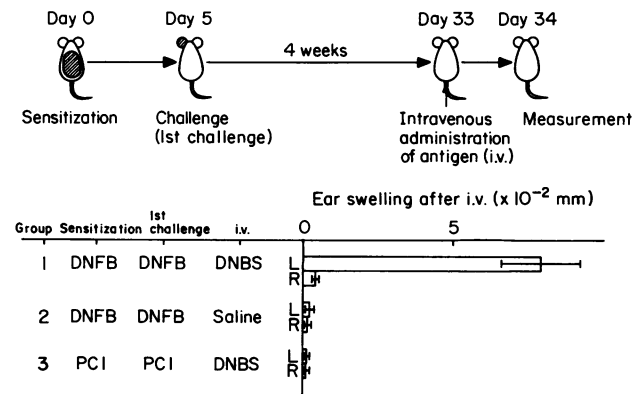 Day 0 Day 5 Day 33 Day 34
4 weeks
Sensitization Challenge (1st challenge) Intravenous administration of antigen (i.v.) Measurement
Ear swelling after i.v. (x 10⁻² mm)
0 5
Group Sensitization 1st challenge i.v.
1 DNFB DNFB DNBS L
R
2 DNFB DNFB Saline L
R
3 PCI PCI DNBS L
R